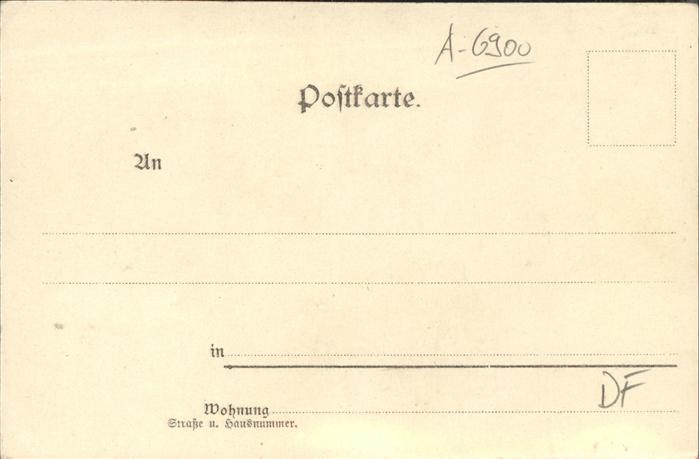 A-6900
Poſtkarte.
An
in
DF
Wohnung
Straße u. Hausnummer.